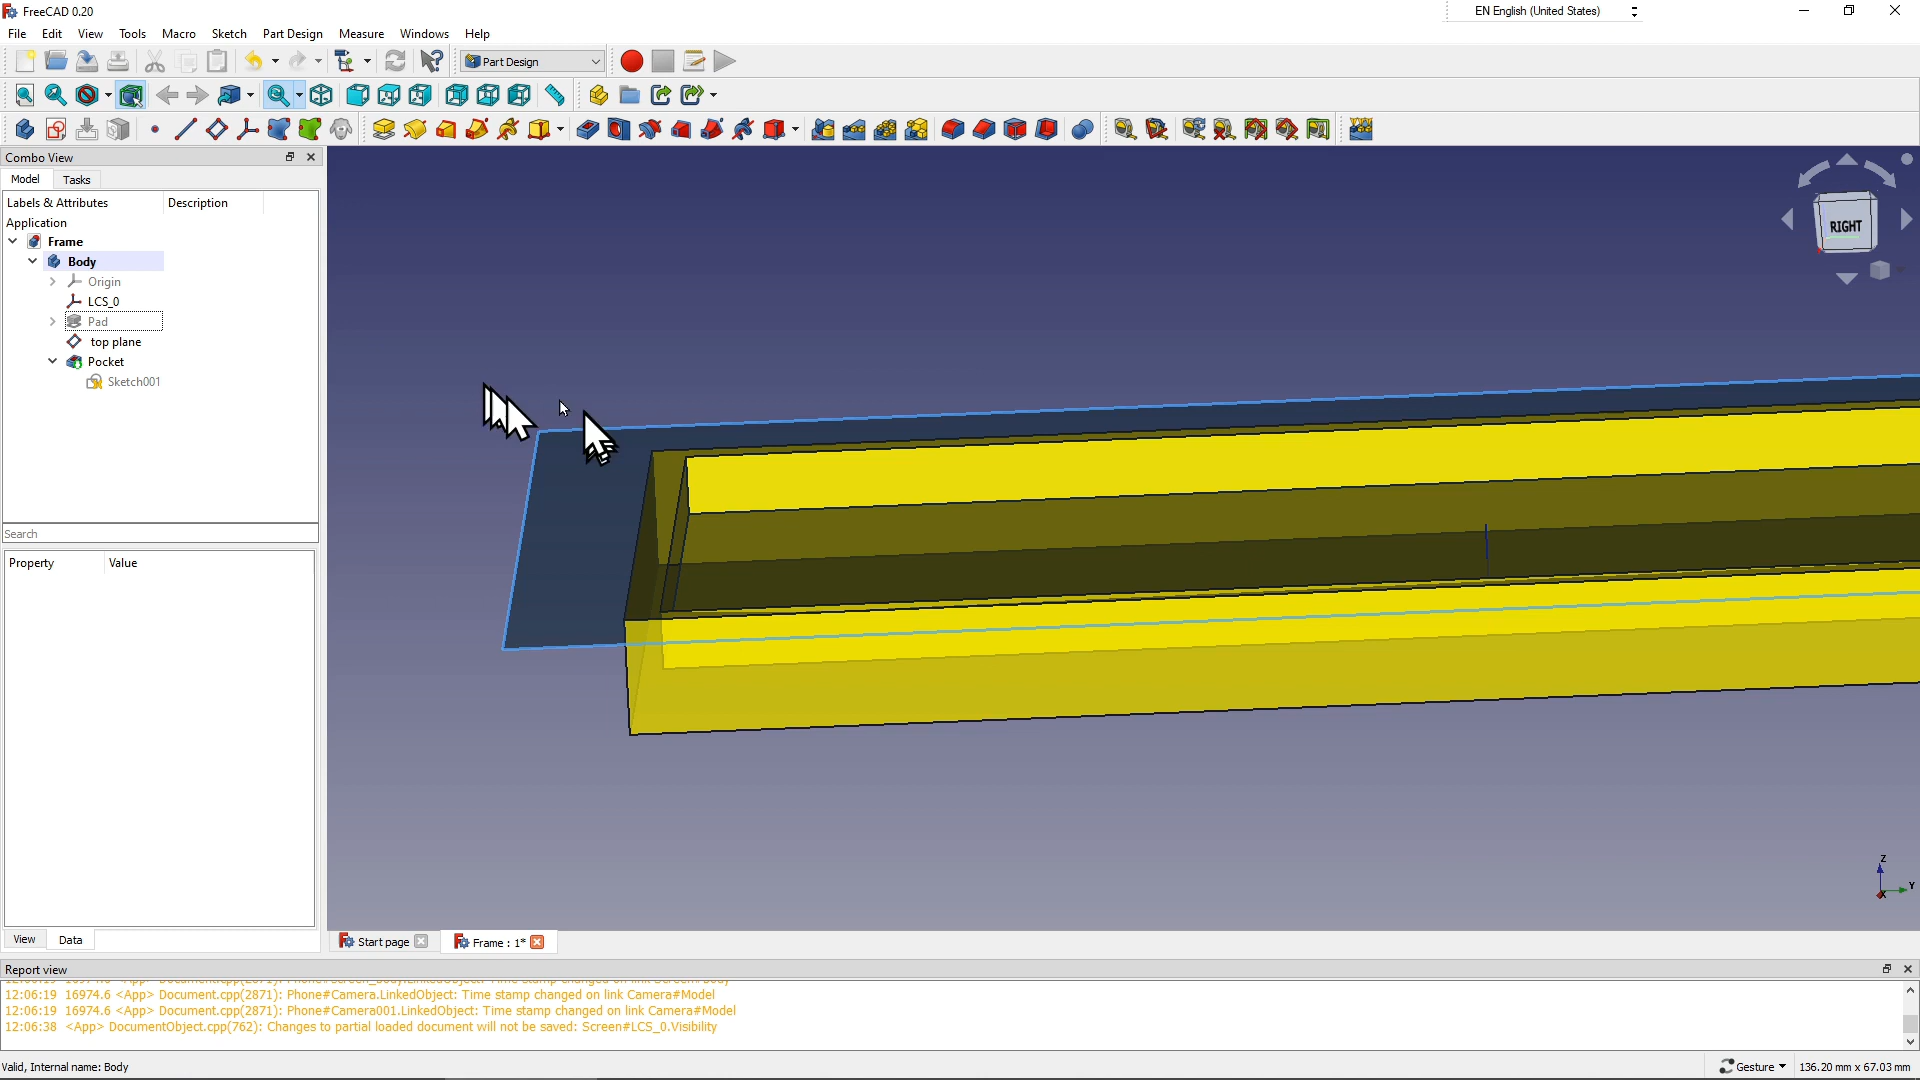 FreeCAD 0.20
EN English (United States)
File Edit View Tools Macro Sketch Part Design Measure Windows Help
Part Design
Combo View
Model Tasks
Labels & Attributes Description
Application
Frame
Body
Origin
LCS_0
Pad
top plane
Pocket
Sketch001
RIGHT
Search
Property Value
Z
Y
X
View Data
Start page
Frame : 1*
Report view
12:06:19 16974.6 <App> Document.cpp(2871): Phone#Camera.LinkedObject: Time stamp changed on link Camera#Model
12:06:19 16974.6 <App> Document.cpp(2871): Phone#Camera001.LinkedObject: Time stamp changed on link Camera#Model
12:06:38 <App> DocumentObject.cpp(762): Changes to partial loaded document will not be saved: Screen#LCS_0.Visibility
Valid, Internal name: Body
Gesture
136.20 mm x 67.03 mm